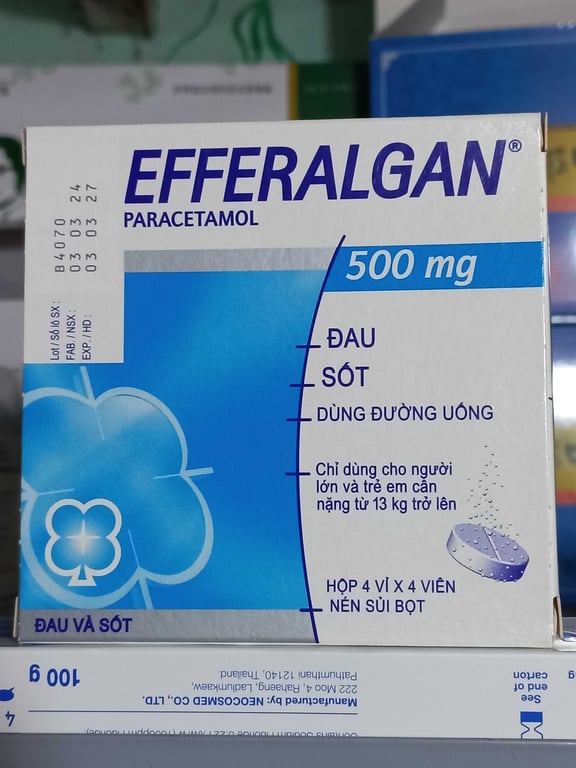 EFFERALGAN®
PARACETAMOL
500 mg
Lot / Số lô SX : B4070
FAB. / NSX : 03 03 24
EXP. / HD : 03 03 27
ĐAU
SỐT
DÙNG ĐƯỜNG UỐNG
Chỉ dùng cho người
lớn và trẻ em cân
nặng từ 13 kg trở lên
HỘP 4 VỈ X 4 VIÊN
NÉN SỦI BỌT
ĐAU VÀ SỐT
See
end of
carton
Manufactured by: NEOCOSMED CO., LTD.
222 Moo 4, Rahaeng, Ladlumkaew,
Pathumthani 12140, Thailand.
100 g